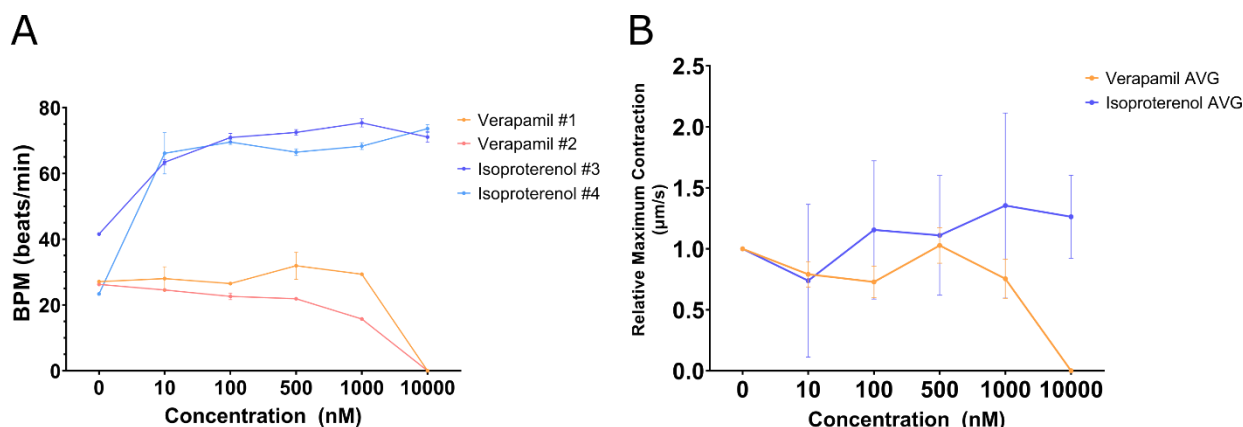 A
BPM (beats/min)
80
60
40
20
0
0 10 100 500 1000 10000
Concentration (nM)
Verapamil #1
Verapamil #2
Isoproterenol #3
Isoproterenol #4
B
Relative Maximum Contraction
(µm/s)
2.5
2.0
1.5
1.0
0.5
0.0
0 10 100 500 1000 10000
Concentration (nM)
Verapamil AVG
Isoproterenol AVG